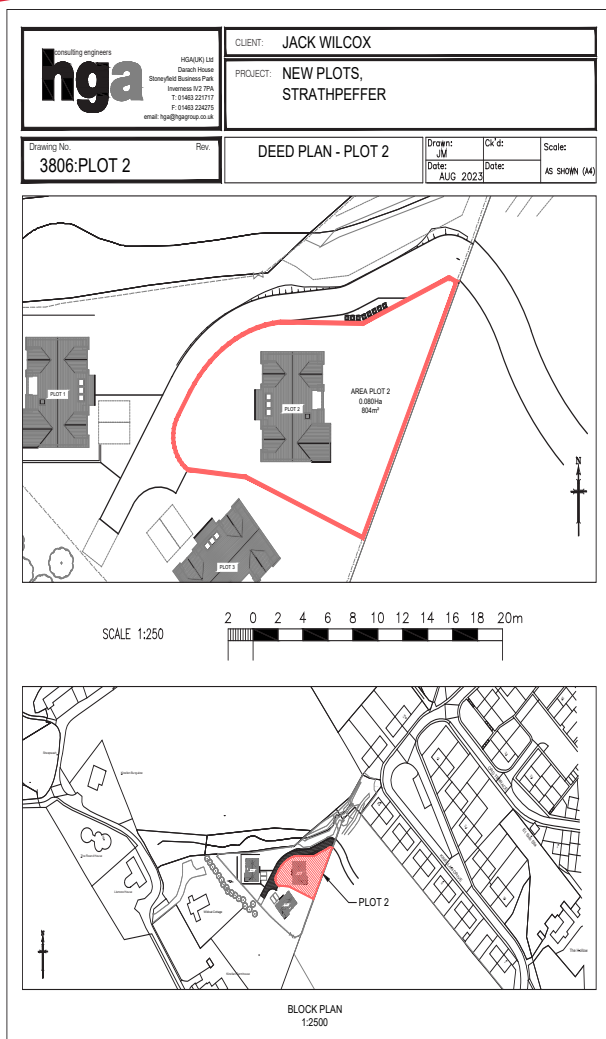 consulting engineers
hga
HGA(UK) Ltd
Darach House
Stoneyfield Business Park
Inverness IV2 7PA
T: 01463 221717
F: 01463 224275
email: hga@hgagroup.co.uk
CLIENT: JACK WILCOX
PROJECT: NEW PLOTS,
STRATHPEFFER
Drawing No. Rev.
3806:PLOT 2
DEED PLAN - PLOT 2
Drawn: JM
Ck'd:
Date: AUG 2023
Date:
Scale:
AS SHOWN (A4)
PLOT 1
PLOT 2
AREA PLOT 2
0.080Ha
804m²
PLOT 3
N
SCALE 1:250
2 0 2 4 6 8 10 12 14 16 18 20m
PLOT 2
The Hollies
N
BLOCK PLAN
1:2500